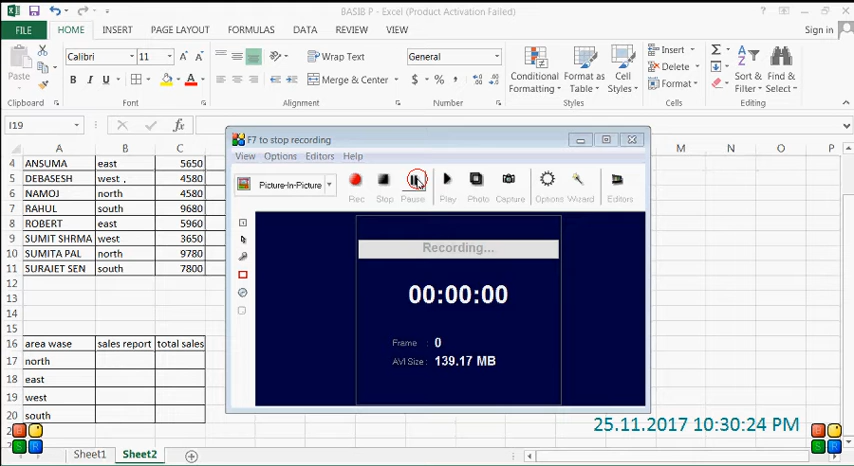 BASIB P - Excel (Product Activation Failed)
FILE HOME INSERT PAGE LAYOUT FORMULAS DATA REVIEW VIEW Sign in
Calibri 11 Wrap Text General Insert
Paste B I U Merge & Center $ % , Conditional Formatting Format as Table Cell Styles Delete Format Sort & Filter Find & Select
Clipboard Font Alignment Number Styles Cells Editing
I19 fx
A B C M N O P
4 ANSUMA east 5650
5 DEBASESH west , 4580
6 NAMOJ north 4580
7 RAHUL south 9680
8 ROBERT east 5960
9 SUMIT SHRMA west 3650
10 SUMITA PAL north 9780
11 SURAJET SEN south 7800
12
13
14
15
16 area wase sales report total sales
17 north
18 east
19 west
20 south
F7 to stop recording
View Options Editors Help
Picture-In-Picture
Rec Stop Pause Play Photo Capture Options Wizard Editors
Recording...
00:00:00
Frame : 0
AVI Size : 139.17 MB
25.11.2017 10:30:24 PM
Sheet1 Sheet2